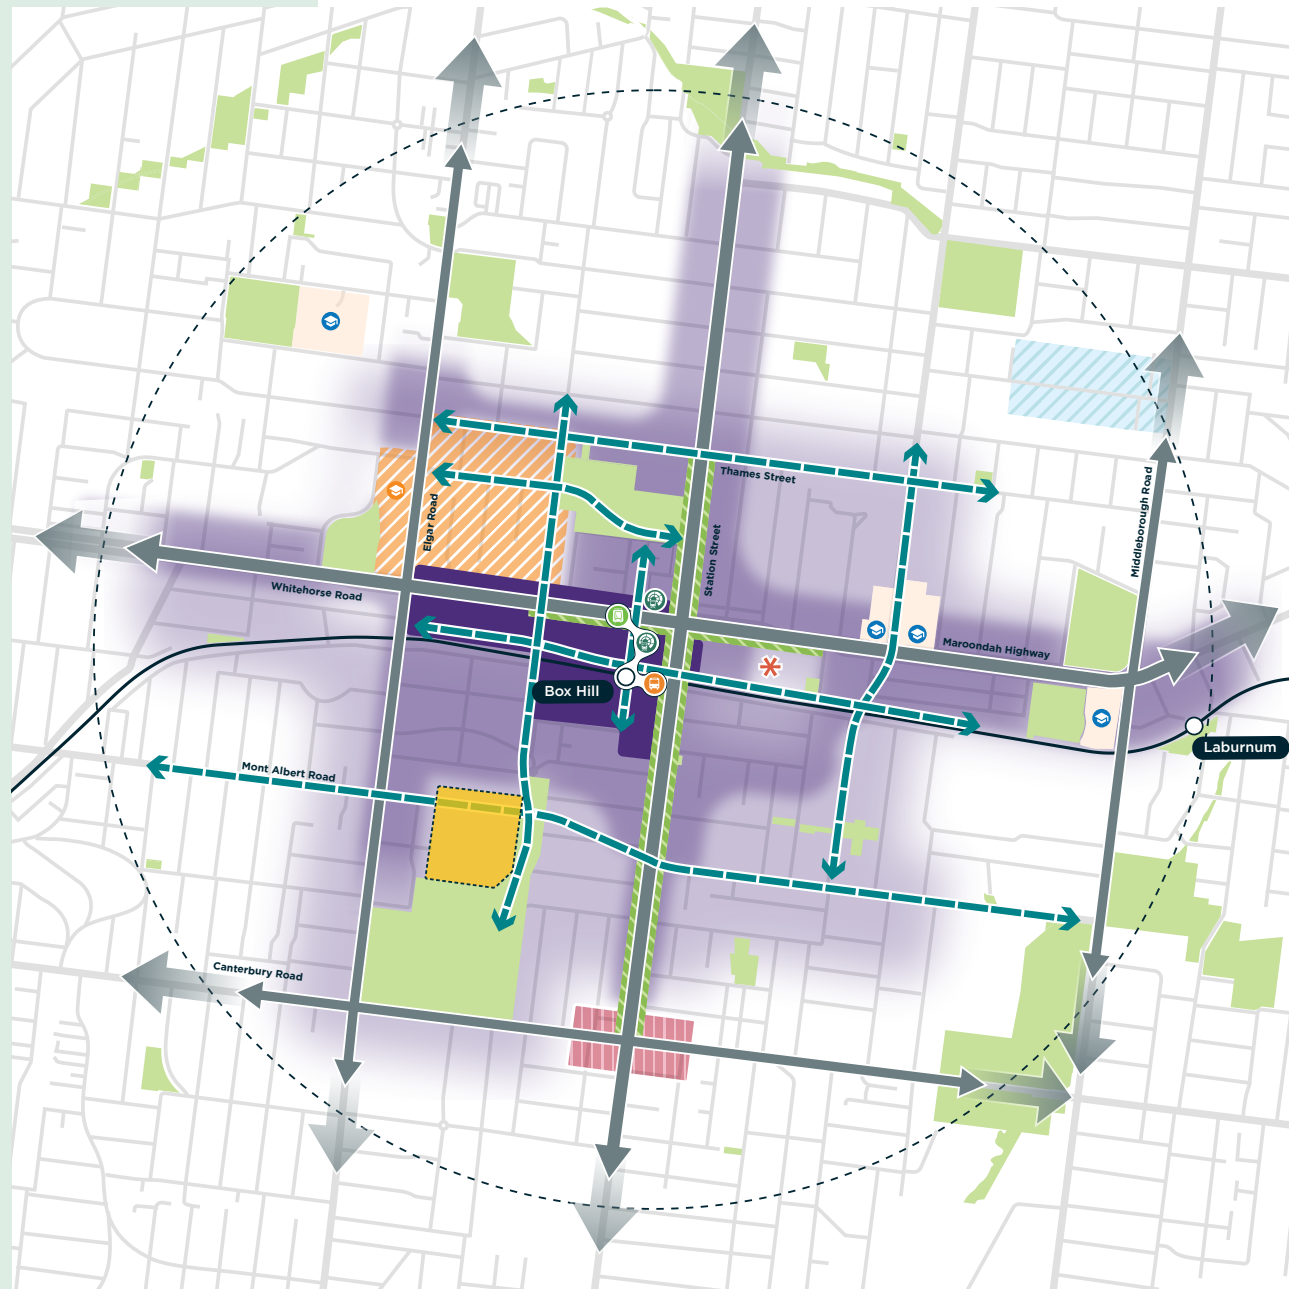 Thames Street
Elgar Road
Station Street
Middleborough Road
Whitehorse Road
Maroondah Highway
Box Hill
Laburnum
Mont Albert Road
Canterbury Road